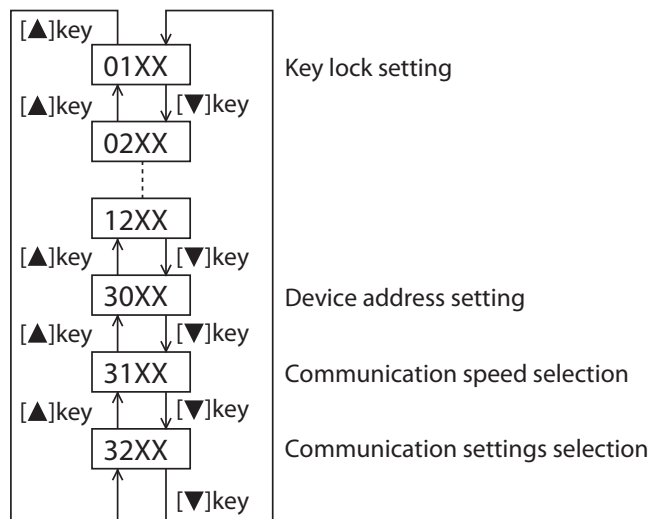 [▲]key
01XX Key lock setting
[▲]key [▼]key
02XX
12XX
[▲]key [▼]key
30XX Device address setting
[▲]key [▼]key
31XX Communication speed selection
[▲]key [▼]key
32XX Communication settings selection
[▼]key